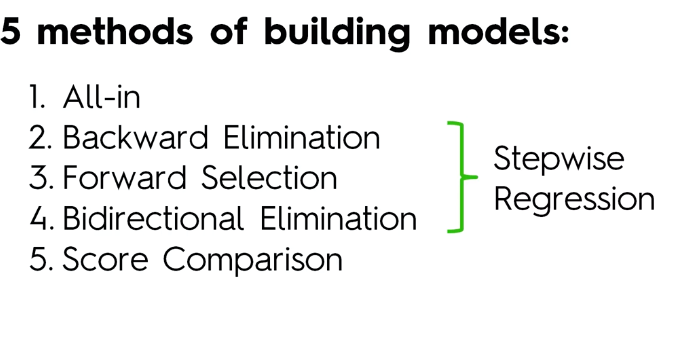 5 methods of building models:
1. All-in
2. Backward Elimination
3. Forward Selection
4. Bidirectional Elimination
5. Score Comparison
Stepwise
Regression